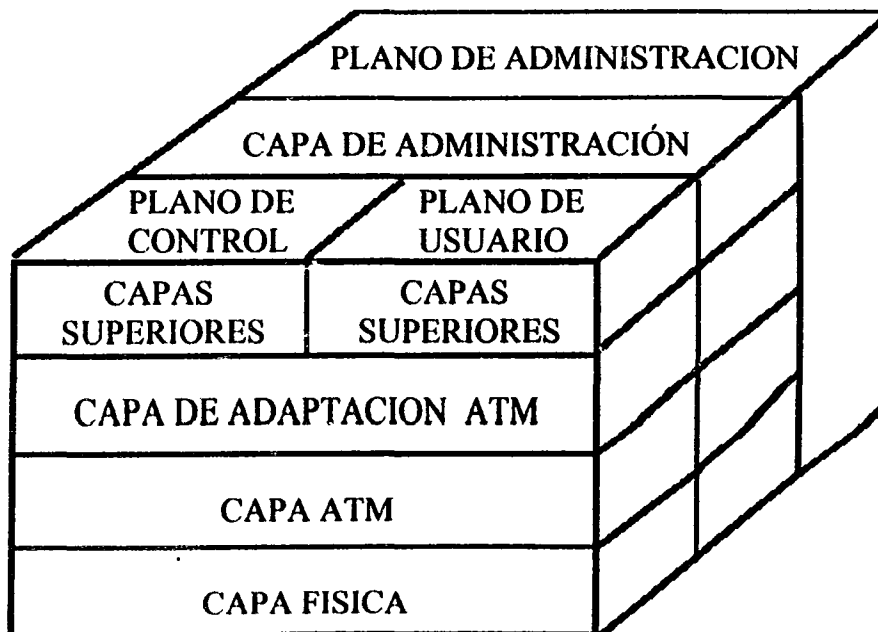 PLANO DE ADMINISTRACION
CAPA DE ADMINISTRACIÓN
PLANO DE
CONTROL
PLANO DE
USUARIO
CAPAS
SUPERIORES
CAPAS
SUPERIORES
CAPA DE ADAPTACION ATM
CAPA ATM
CAPA FISICA